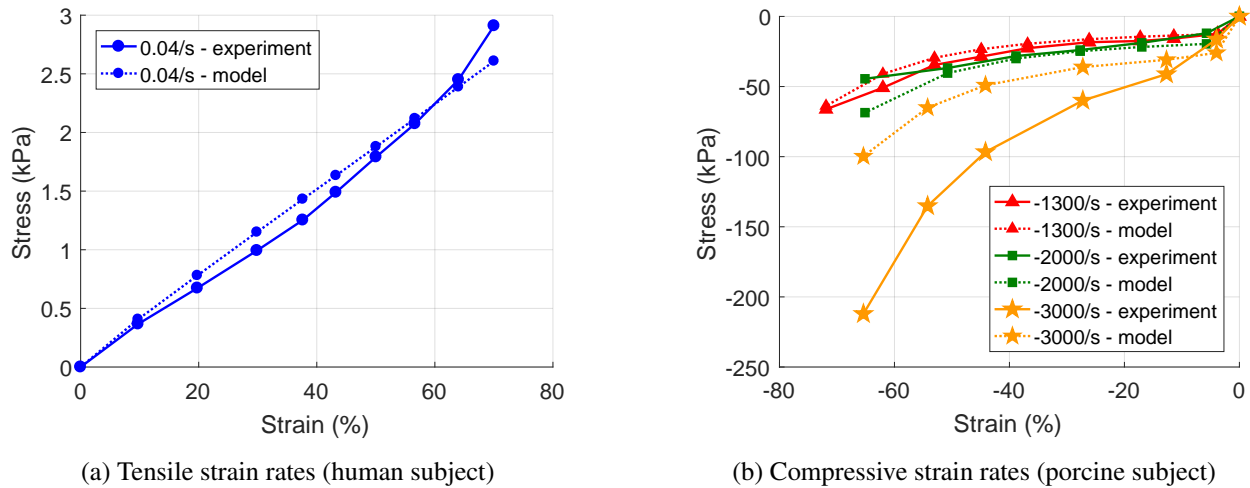 3
2.5
2
1.5
1
0.5
0
0 20 40 60 80
Stress (kPa)
Strain (%)
0.04/s - experiment
0.04/s - model
(a) Tensile strain rates (human subject)
0
-50
-100
-150
-200
-250
-80 -60 -40 -20 0
Stress (kPa)
Strain (%)
-1300/s - experiment
-1300/s - model
-2000/s - experiment
-2000/s - model
-3000/s - experiment
-3000/s - model
(b) Compressive strain rates (porcine subject)